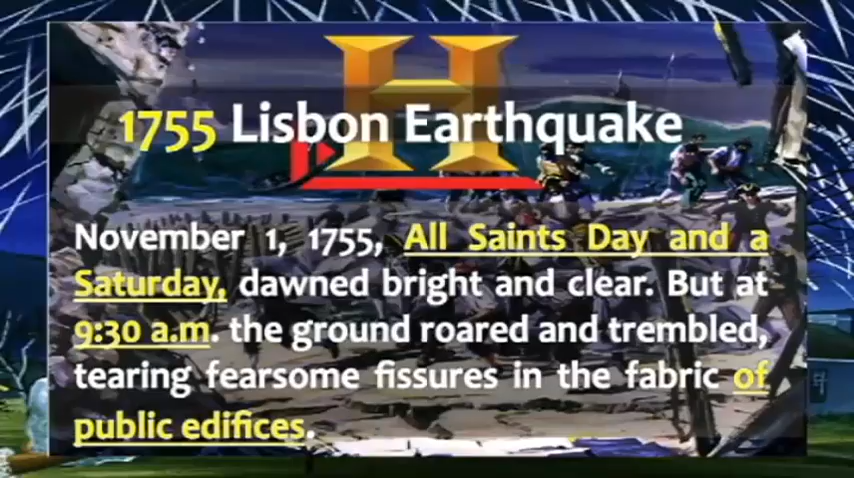 H
1755 Lisbon Earthquake
November 1, 1755, All Saints Day and a
Saturday, dawned bright and clear. But at
9:30 a.m. the ground roared and trembled,
tearing fearsome fissures in the fabric of
public edifices.